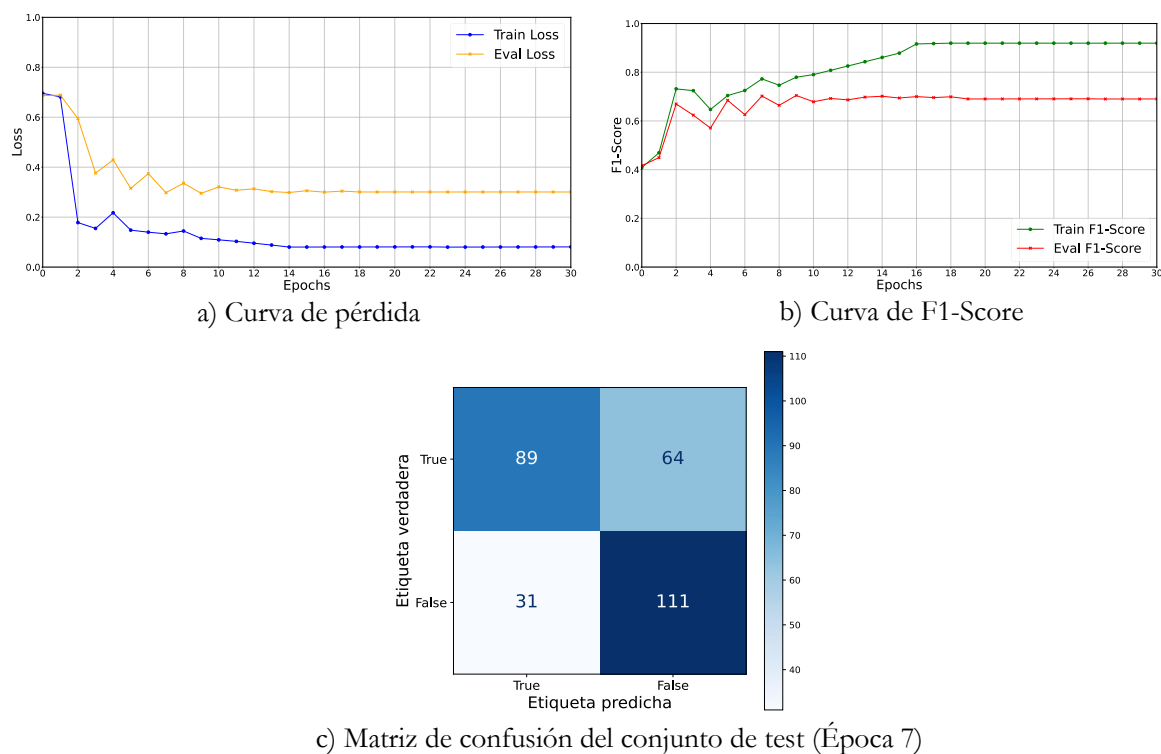 1.0
0.8
0.6
0.4
0.2
0.0
Loss
0 2 4 6 8 10 12 14 16 18 20 22 24 26 28 30
Epochs
Train Loss
Eval Loss
a) Curva de pérdida
1.0
0.8
0.6
0.4
0.2
0.0
F1-Score
0 2 4 6 8 10 12 14 16 18 20 22 24 26 28 30
Epochs
Train F1-Score
Eval F1-Score
b) Curva de F1-Score
Etiqueta verdadera
True
False
89 64
31 111
True False
Etiqueta predicha
110
100
90
80
70
60
50
40
c) Matriz de confusión del conjunto de test (Época 7)